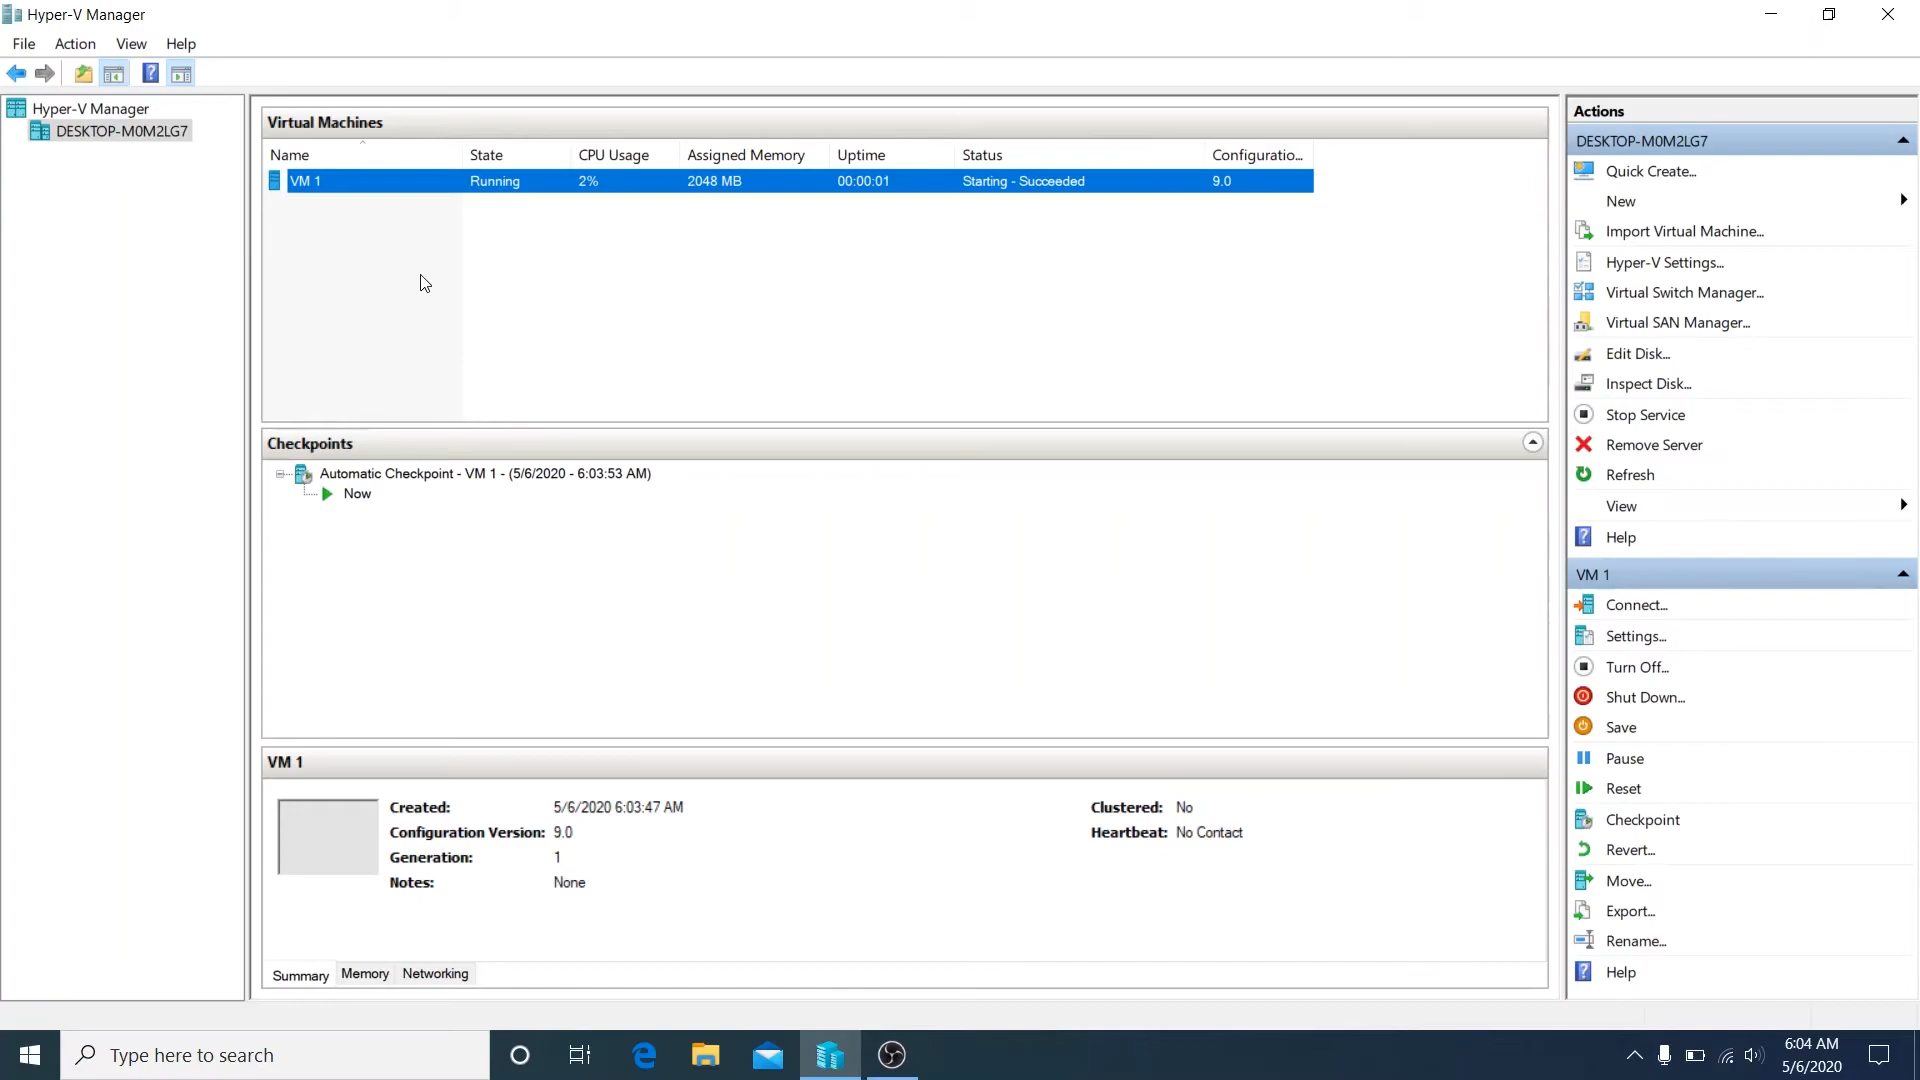 Hyper-V Manager
File Action View Help
Hyper-V Manager
DESKTOP-M0M2LG7
Virtual Machines
Name State CPU Usage Assigned Memory Uptime Status Configuratio...
VM 1 Running 2% 2048 MB 00:00:01 Starting - Succeeded 9.0
Checkpoints
Automatic Checkpoint - VM 1 - (5/6/2020 - 6:03:53 AM)
Now
VM 1
Created: 5/6/2020 6:03:47 AM Clustered: No
Configuration Version: 9.0 Heartbeat: No Contact
Generation: 1
Notes: None
Summary Memory Networking
Actions
DESKTOP-M0M2LG7
Quick Create...
New
Import Virtual Machine...
Hyper-V Settings...
Virtual Switch Manager...
Virtual SAN Manager...
Edit Disk...
Inspect Disk...
Stop Service
Remove Server
Refresh
View
Help
VM 1
Connect...
Settings...
Turn Off...
Shut Down...
Save
Pause
Reset
Checkpoint
Revert...
Move...
Export...
Rename...
Help
Type here to search
6:04 AM
5/6/2020